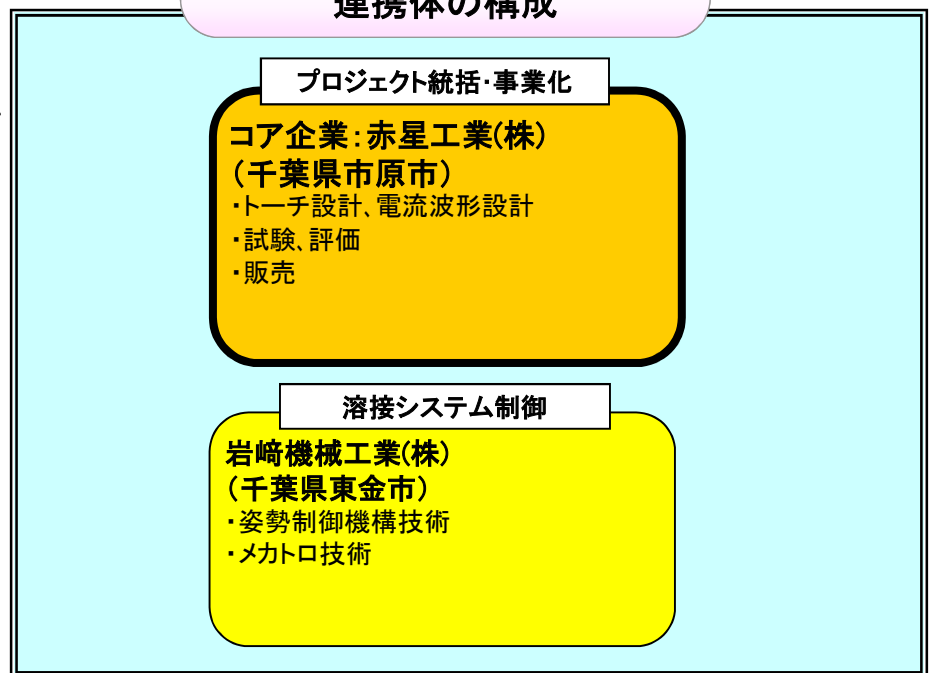 連携体の構成
プロジェクト統括・事業化
コア企業：赤星工業(株)
（千葉県市原市）
・トーチ設計、電流波形設計
・試験、評価
・販売
溶接システム制御
岩﨑機械工業(株)
（千葉県東金市）
・姿勢制御機構技術
・メカトロ技術